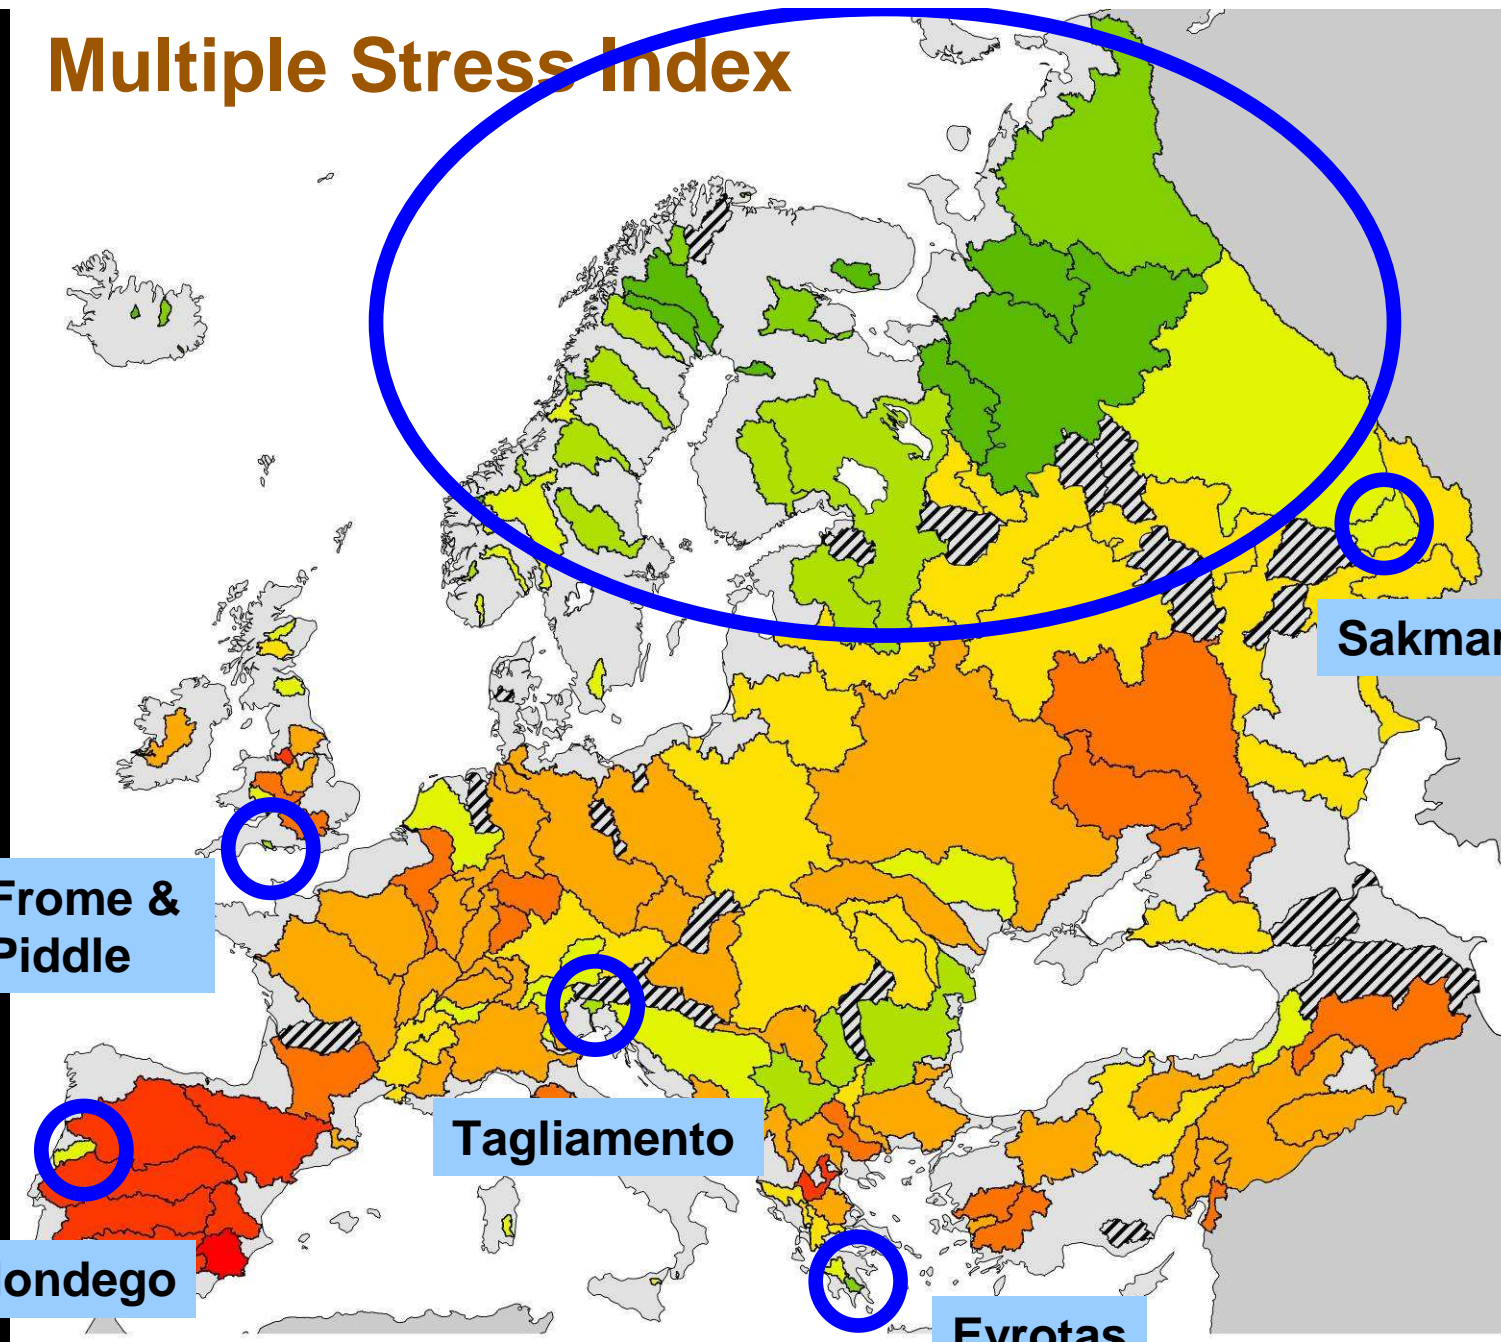 Multiple Stress Index
Sakmar
Frome &
Piddle
Tagliamento
ondego
Evrotas